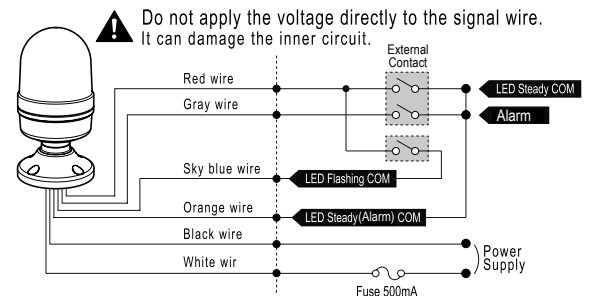 Do not apply the voltage directly to the signal wire.
It can damage the inner circuit.
External
Contact
Red wire
LED Steady COM
Gray wire
Alarm
Sky blue wire
LED Flashing COM
Orange wire
LED Steady(Alarm) COM
Black wire
Power
Supply
White wir
Fuse 500mA